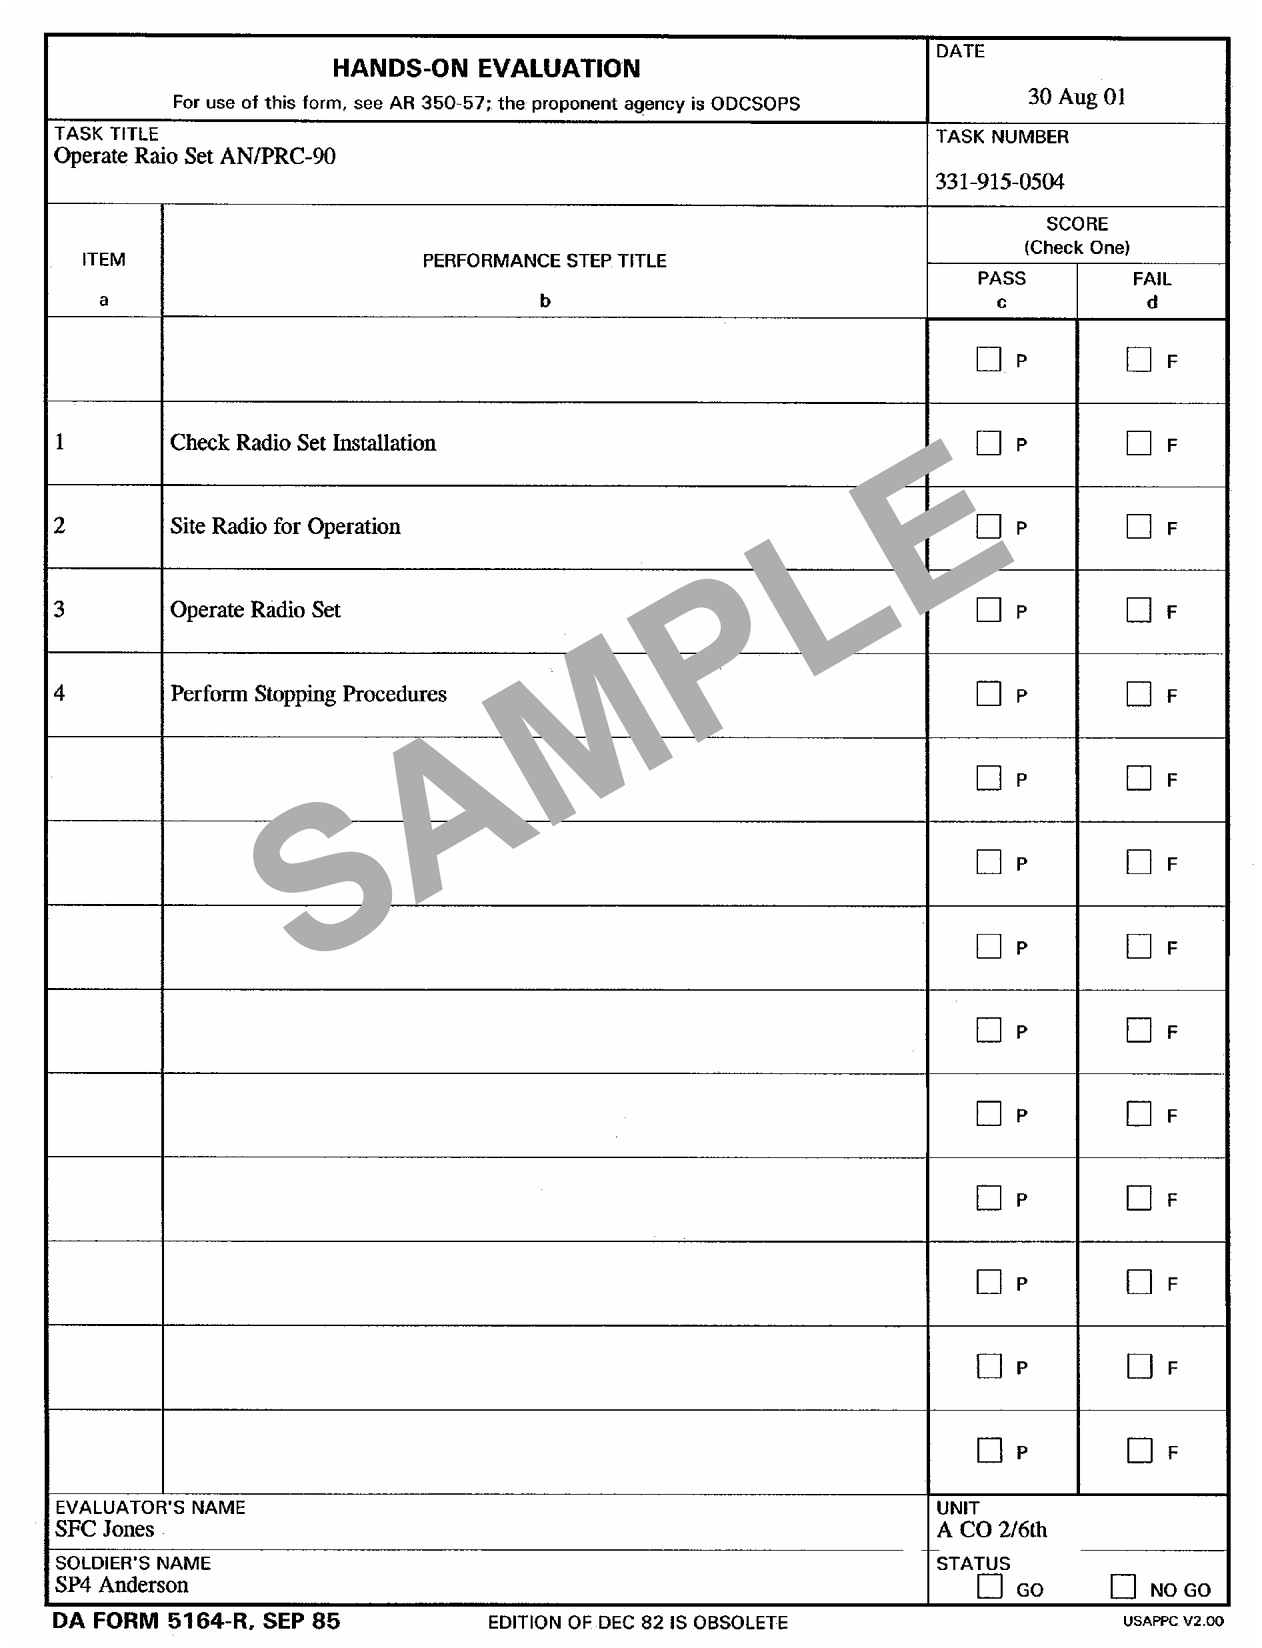 HANDS-ON EVALUATION
For use of this form, see AR 350-57; the proponent agency is ODCSOPS
DATE
30 Aug 01
TASK TITLE
Operate Raio Set AN/PRC-90
TASK NUMBER
331-915-0504
ITEM
a
PERFORMANCE STEP TITLE
b
SCORE
(Check One)
PASS
c
FAIL
d
P F
1 Check Radio Set Installation P F
2 Site Radio for Operation P F
3 Operate Radio Set P F
4 Perform Stopping Procedures P F
P F
P F
P F
P F
P F
P F
P F
P F
P F
SAMPLE
EVALUATOR'S NAME
SFC Jones
UNIT
A CO 2/6th
SOLDIER'S NAME
SP4 Anderson
STATUS
GO NO GO
DA FORM 5164-R, SEP 85 EDITION OF DEC 82 IS OBSOLETE USAPPC V2.00